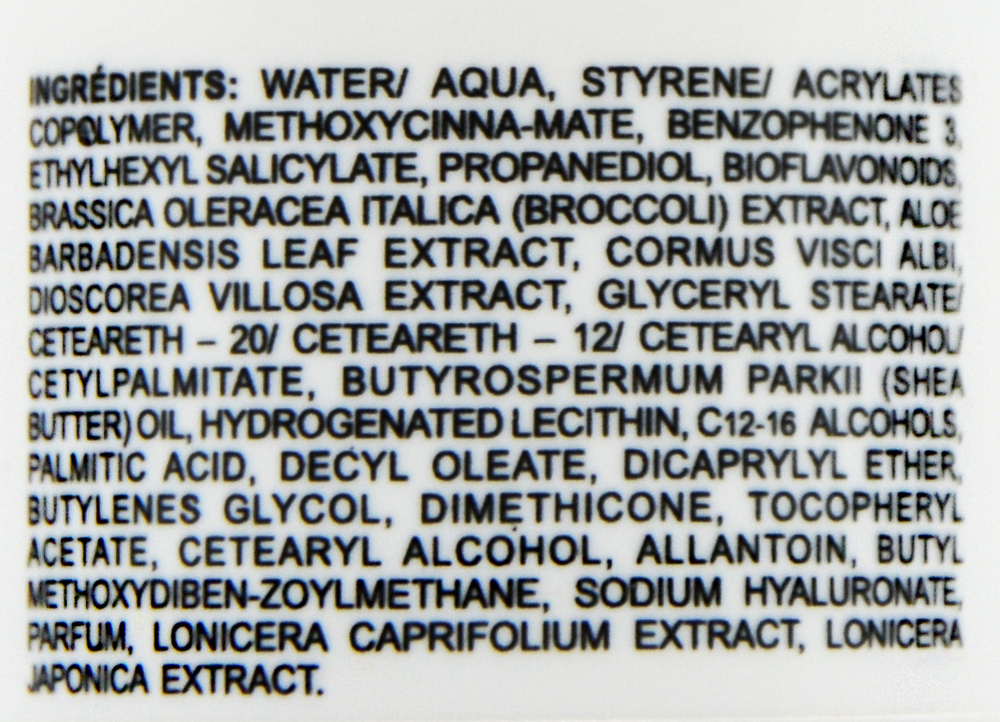 INGRÉDIENTS: WATER/ AQUA, STYRENE/ ACRYLATES
COPOLYMER, METHOXYCINNA-MATE, BENZOPHENONE 3,
ETHYLHEXYL SALICYLATE, PROPANEDIOL, BIOFLAVONOIDS,
BRASSICA OLERACEA ITALICA (BROCCOLI) EXTRACT, ALOE
BARBADENSIS LEAF EXTRACT, CORMUS VISCI ALBI,
DIOSCOREA VILLOSA EXTRACT, GLYCERYL STEARATE/
CETEARETH – 20/ CETEARETH – 12/ CETEARYL ALCOHOL/
CETYLPALMITATE, BUTYROSPERMUM PARKII (SHEA
BUTTER) OIL, HYDROGENATED LECITHIN, C12-16 ALCOHOLS,
PALMITIC ACID, DECYL OLEATE, DICAPRYLYL ETHER,
BUTYLENES GLYCOL, DIMETHICONE, TOCOPHERYL
ACETATE, CETEARYL ALCOHOL, ALLANTOIN, BUTYL
METHOXYDIBEN-ZOYLMETHANE, SODIUM HYALURONATE,
PARFUM, LONICERA CAPRIFOLIUM EXTRACT, LONICERA
JAPONICA EXTRACT.